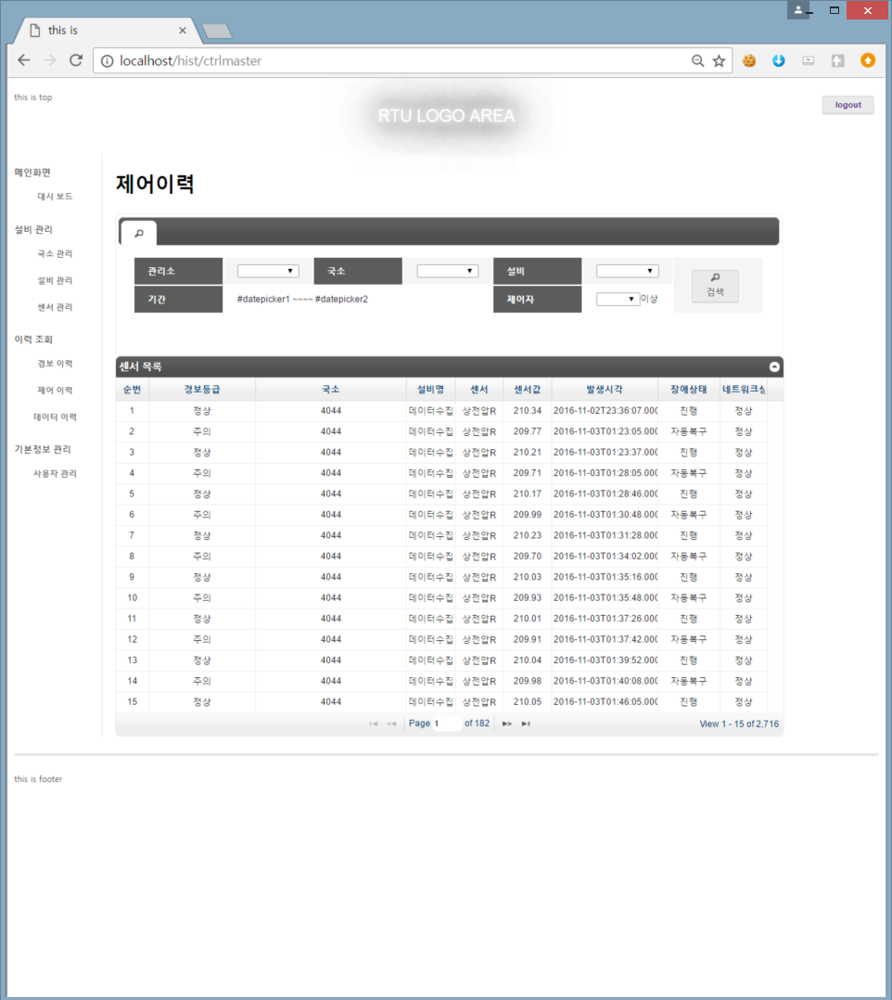 this is
localhost/hist/ctrlmaster
this is top
RTU LOGO AREA
logout
메인화면
대시 보드
설비 관리
국소 관리
설비 관리
센서 관리
이력 조회
경보 이력
제어 이력
데이터 이력
기본정보 관리
사용자 관리
제어이력
관리소 국소 설비
기간 #datepicker1 ~~~~ #datepicker2 제어자 이상
검색
센서 목록
순번 경보등급 국소 설비명 센서 센서값 발생시각 장애상태 네트워크상
1 정상 4044 데이터수집 상전압R 210.34 2016-11-02T23:36:07.000 진행 정상
2 주의 4044 데이터수집 상전압R 209.77 2016-11-03T01:23:05.000 자동복구 정상
3 정상 4044 데이터수집 상전압R 210.21 2016-11-03T01:23:37.000 진행 정상
4 주의 4044 데이터수집 상전압R 209.71 2016-11-03T01:28:05.000 자동복구 정상
5 정상 4044 데이터수집 상전압R 210.17 2016-11-03T01:28:46.000 진행 정상
6 주의 4044 데이터수집 상전압R 209.99 2016-11-03T01:30:48.000 자동복구 정상
7 정상 4044 데이터수집 상전압R 210.23 2016-11-03T01:31:28.000 진행 정상
8 주의 4044 데이터수집 상전압R 209.70 2016-11-03T01:34:02.000 자동복구 정상
9 정상 4044 데이터수집 상전압R 210.03 2016-11-03T01:35:16.000 진행 정상
10 주의 4044 데이터수집 상전압R 209.93 2016-11-03T01:35:48.000 자동복구 정상
11 정상 4044 데이터수집 상전압R 210.01 2016-11-03T01:37:26.000 진행 정상
12 주의 4044 데이터수집 상전압R 209.91 2016-11-03T01:37:42.000 자동복구 정상
13 정상 4044 데이터수집 상전압R 210.04 2016-11-03T01:39:52.000 진행 정상
14 주의 4044 데이터수집 상전압R 209.98 2016-11-03T01:40:08.000 자동복구 정상
15 정상 4044 데이터수집 상전압R 210.05 2016-11-03T01:46:05.000 진행 정상
Page 1 of 182 View 1 - 15 of 2,716
this is footer